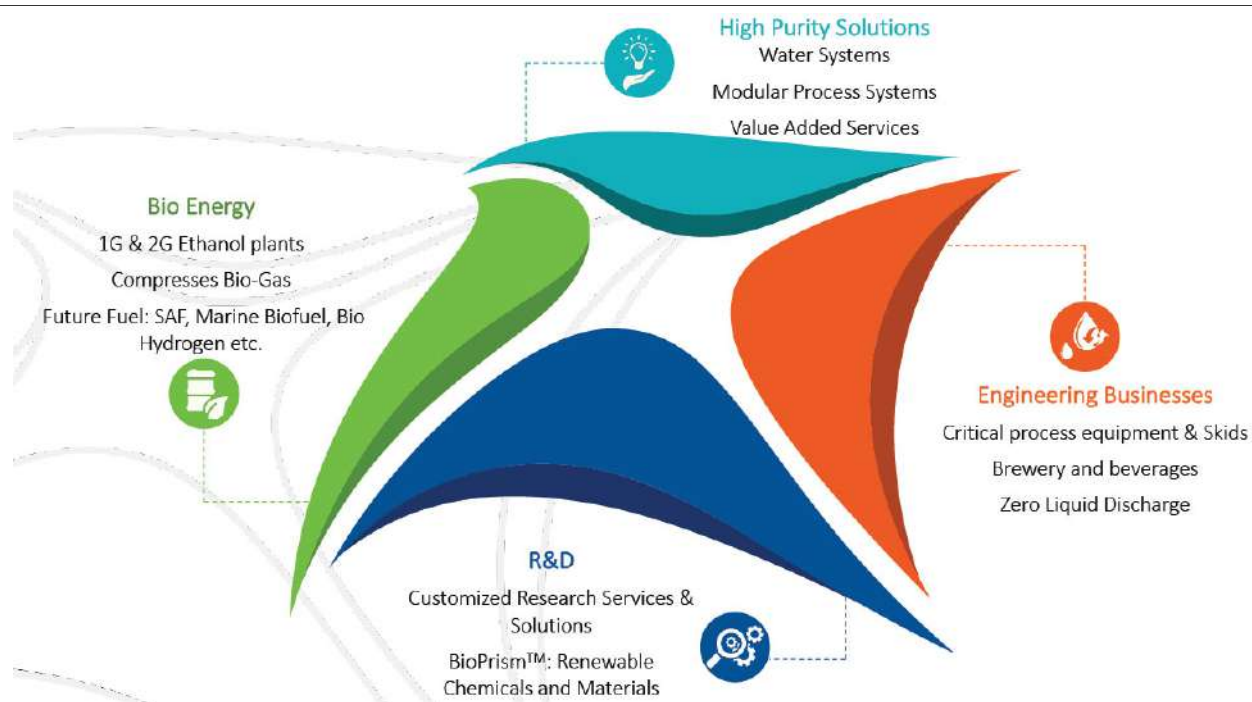 High Purity Solutions
Water Systems
Modular Process Systems
Value Added Services
Bio Energy
1G & 2G Ethanol plants
Compresses Bio-Gas
Future Fuel: SAF, Marine Biofuel, Bio
Hydrogen etc.
Engineering Businesses
Critical process equipment & Skids
Brewery and beverages
Zero Liquid Discharge
R&D
Customized Research Services &
Solutions
BioPrism™: Renewable
Chemicals and Materials